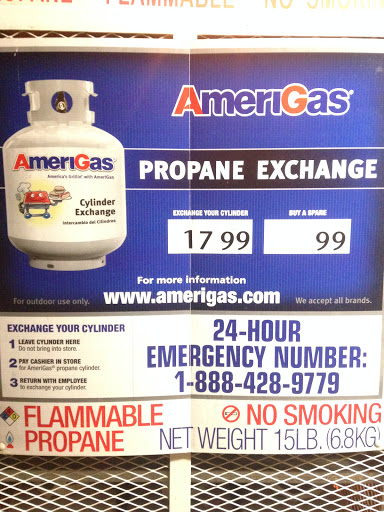 FLAMMABLE
NO SMOKING
AmeriGas
AmeriGas
America's Grillin' with AmeriGas
Cylinder
Exchange
Intercambio del Cilindros
PROPANE EXCHANGE
EXCHANGE YOUR CYLINDER
BUY A SPARE
17 99
99
For more information
www.amerigas.com
For outdoor use only.
We accept all brands.
EXCHANGE YOUR CYLINDER
1 LEAVE CYLINDER HERE
Do not bring into store.
2 PAY CASHIER IN STORE
for AmeriGas® propane cylinder.
3 RETURN WITH EMPLOYEE
to exchange your cylinder.
24-HOUR
EMERGENCY NUMBER:
1-888-428-9779
FLAMMABLE
PROPANE
NO SMOKING
NET WEIGHT 15LB. (6.8KG)